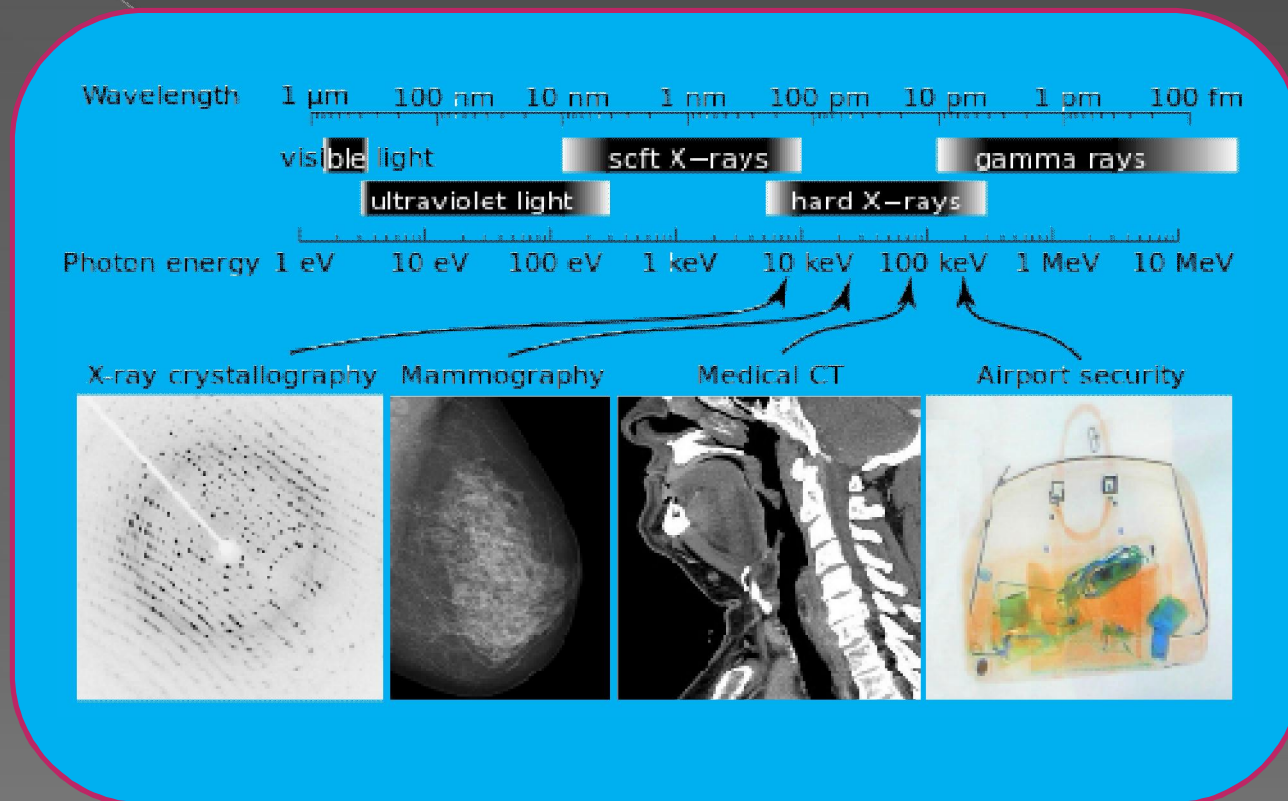 Wavelength 1 µm 100 nm 10 nm 1 nm 100 pm 10 pm 1 pm 100 fm
visible light soft X-rays gamma rays
ultraviolet light hard X-rays
Photon energy 1 eV 10 eV 100 eV 1 keV 10 keV 100 keV 1 MeV 10 MeV
X-ray crystallography Mammography Medical CT Airport security